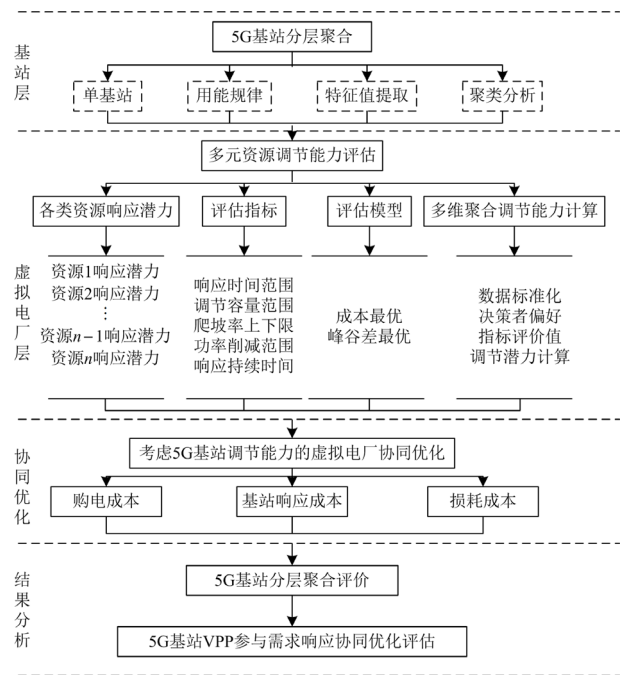 基站层
5G基站分层聚合
单基站
用能规律
特征值提取
聚类分析
虚拟电厂层
多元资源调节能力评估
各类资源响应潜力
评估指标
评估模型
多维聚合调节能力计算
资源1响应潜力
资源2响应潜力
⋮
资源n−1响应潜力
资源n响应潜力
响应时间范围
调节容量范围
爬坡率上下限
功率削减范围
响应持续时间
成本最优
峰谷差最优
数据标准化
决策者偏好
指标评价值
调节潜力计算
协同优化
考虑5G基站调节能力的虚拟电厂协同优化
购电成本
基站响应成本
损耗成本
结果分析
5G基站分层聚合评价
5G基站VPP参与需求响应协同优化评估